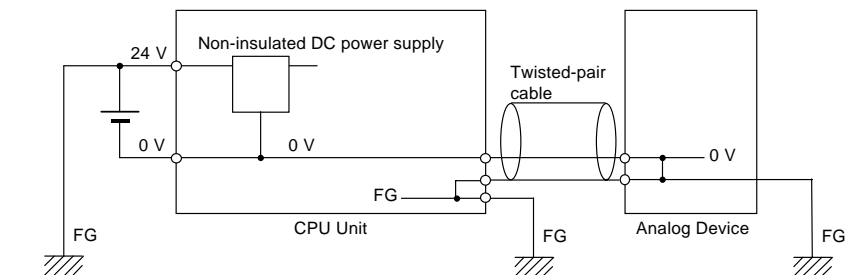 Non-insulated DC power supply
24 V
Twisted-pair
cable
0 V
0 V
0 V
FG
CPU Unit
Analog Device
FG
FG
FG